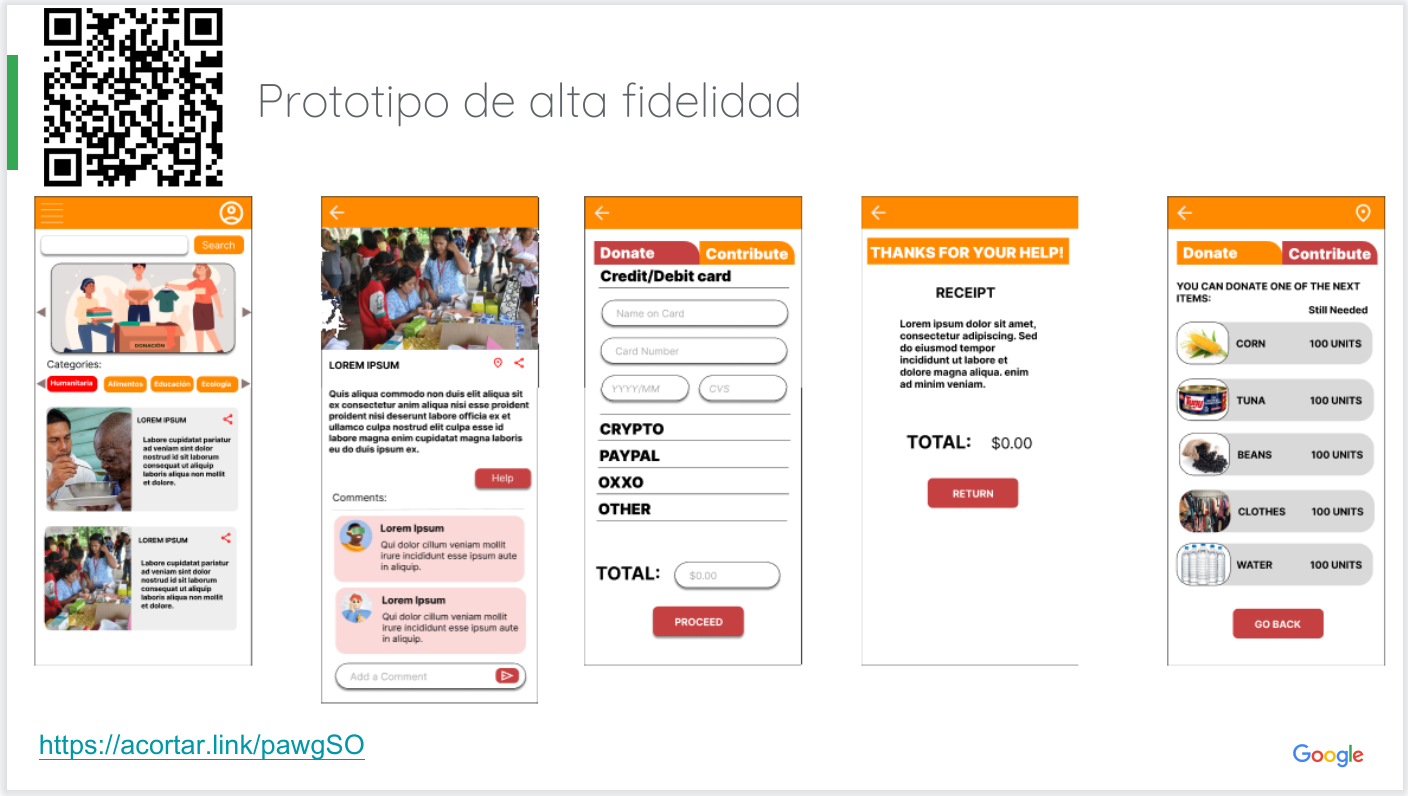 Prototipo de alta fidelidad
Search
DONACIÓN
Categories:
Humanitaria
Alimentos
Educación
Ecología
LOREM IPSUM
Labore cupidatat pariatur
ad veniam sint dolor
nostrud id sit laborum
consequat ut aliquip
laboris aliqua non mollit
et dolore.
LOREM IPSUM
Labore cupidatat pariatur
ad veniam sint dolor
nostrud id sit laborum
consequat ut aliquip
laboris aliqua non mollit
et dolore.
LOREM IPSUM
Quis aliqua commodo non duis elit aliqua sit
ex consectetur anim aliqua nisi esse proident
proident nisi deserunt labore officia ex et
ullamco culpa nostrud elit culpa esse id
labore magna enim cupidatat magna laboris
eu do duis ipsum ex.
Help
Comments:
Lorem Ipsum
Qui dolor cillum veniam mollit
irure incididunt esse ipsum aute
in aliquip.
Lorem Ipsum
Qui dolor cillum veniam mollit
irure incididunt esse ipsum aute
in aliquip.
Add a Comment
Donate
Contribute
Credit/Debit card
Name on Card
Card Number
YYYY/MM
CVS
CRYPTO
PAYPAL
OXXO
OTHER
TOTAL:
$0.00
PROCEED
THANKS FOR YOUR HELP!
RECEIPT
Lorem ipsum dolor sit amet,
consectetur adipiscing. Sed
do eiusmod tempor
incididunt ut labore et
dolore magna aliqua. enim
ad minim veniam.
TOTAL: $0.00
RETURN
Donate
Contribute
YOU CAN DONATE ONE OF THE NEXT
ITEMS:
Still Needed
CORN 100 UNITS
TUNA 100 UNITS
BEANS 100 UNITS
CLOTHES 100 UNITS
WATER 100 UNITS
GO BACK
https://acortar.link/pawgSO
Google